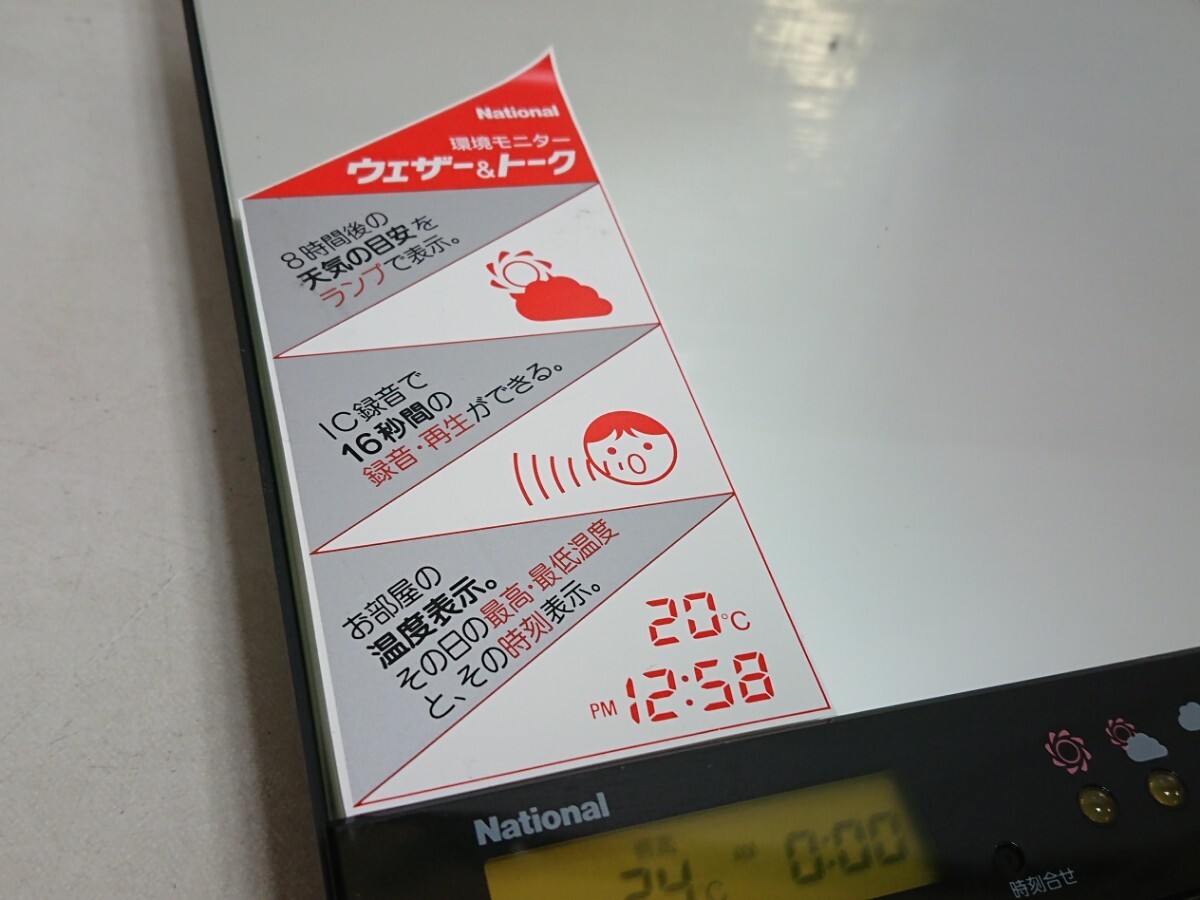 National
環境モニター
ウェザー&トーク
8時間後の
天気の目安を
ランプで表示。
IC録音で
16秒間の
録音・再生ができる。
お部屋の
温度表示。
その日の最高・最低温度
と、その時刻表示。
20℃
PM 12:58
National
24℃
0:00
時刻合せ